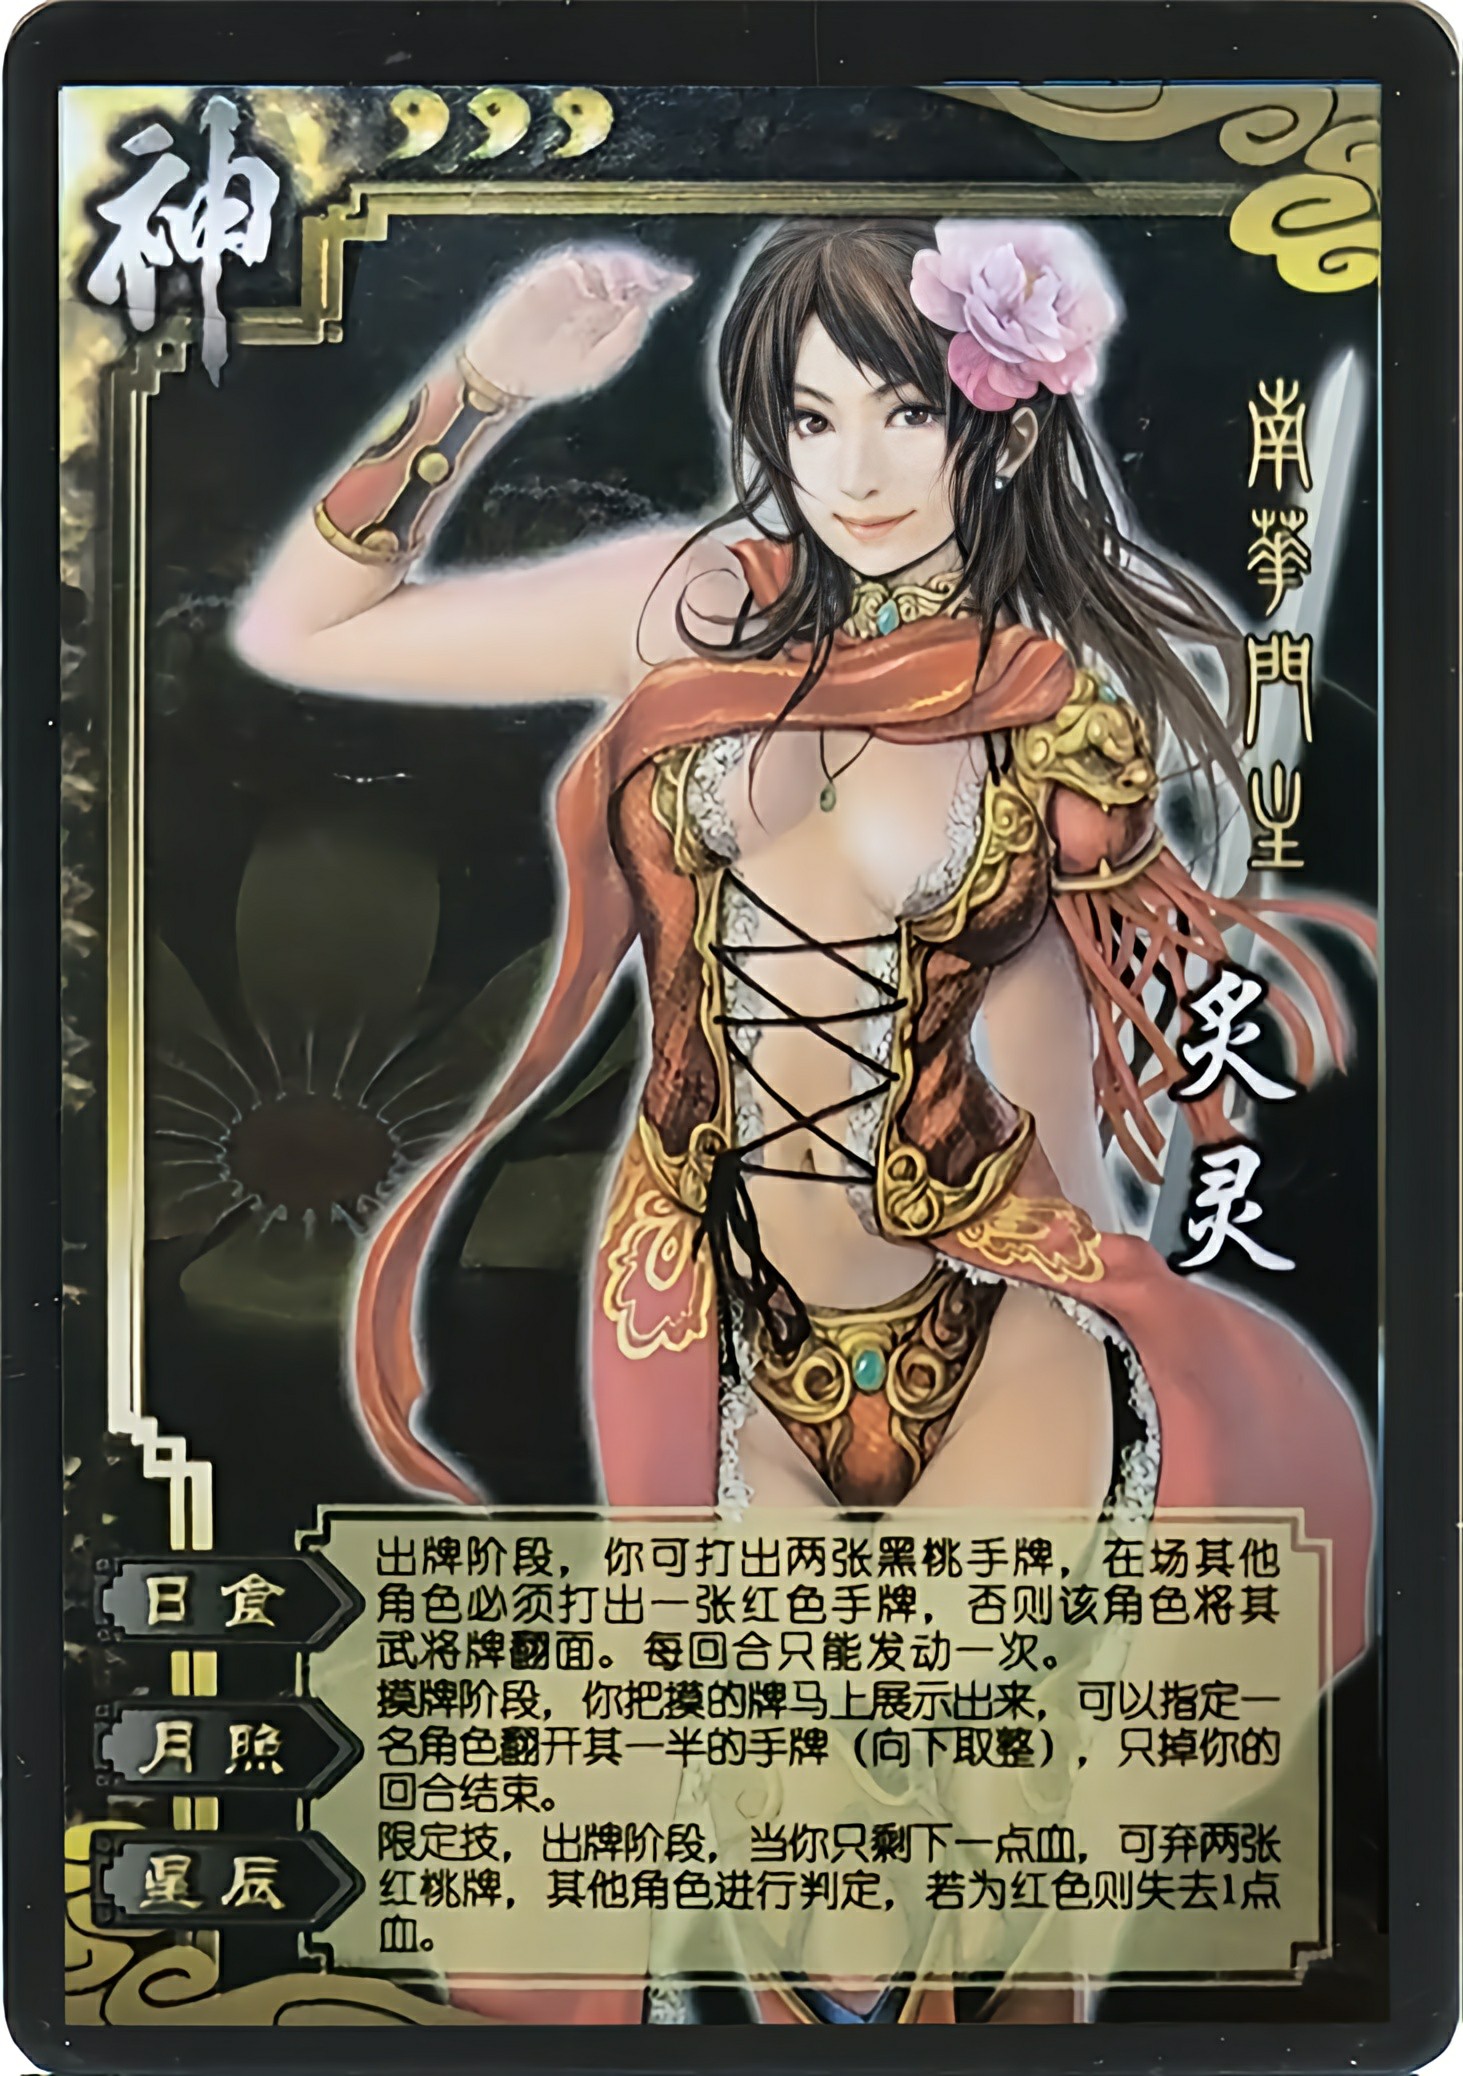 神
南華門生
炙灵
日食
出牌阶段，你可打出两张黑桃手牌，在场其他
角色必须打出一张红色手牌，否则该角色将其
武将牌翻面。每回合只能发动一次。
月照
摸牌阶段，你把摸的牌马上展示出来，可以指定一
名角色翻开其一半的手牌（向下取整），只掉你的
回合结束。
星辰
限定技，出牌阶段，当你只剩下一点血，可弃两张
红桃牌，其他角色进行判定，若为红色则失去1点
血。